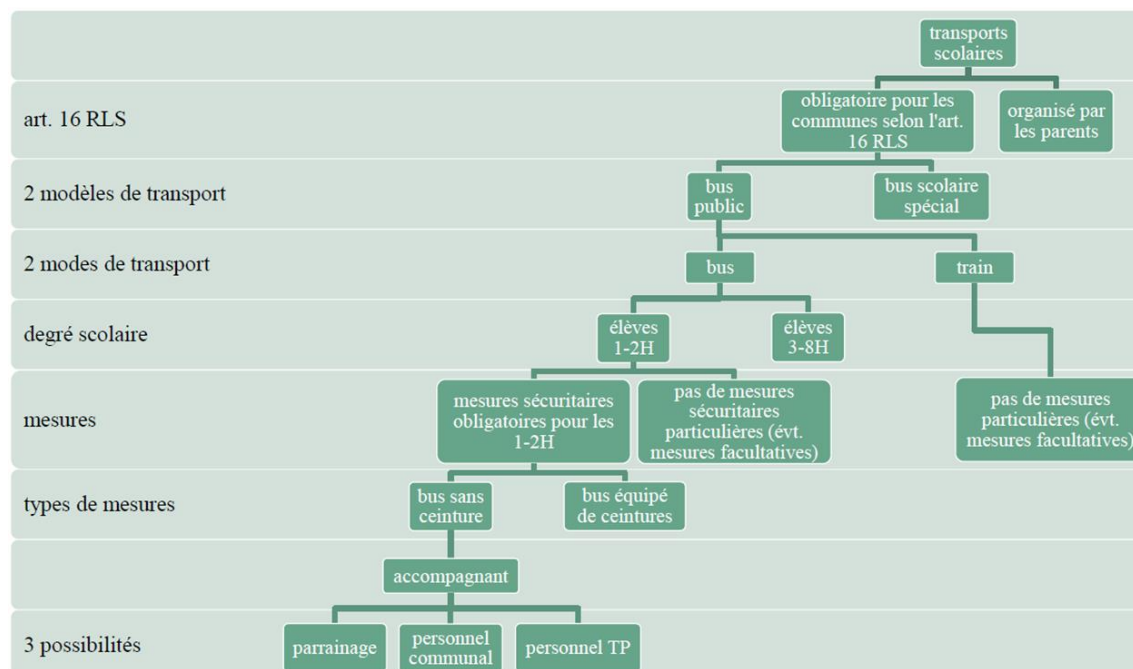 transports
scolaires
art. 16 RLS
obligatoire pour les
communes selon l'art.
16 RLS
organisé par
les parents
2 modèles de transport
bus
public
bus scolaire
spécial
2 modes de transport
bus
train
degré scolaire
élèves
1-2H
élèves
3-8H
mesures
mesures sécuritaires
obligatoires pour les
1-2H
pas de mesures
sécuritaires
particulières (évt.
mesures facultatives)
pas de mesures
particulières (évt.
mesures facultatives)
types de mesures
bus sans
ceinture
bus équipé
de ceintures
accompagnant
3 possibilités
parrainage
personnel
communal
personnel TP